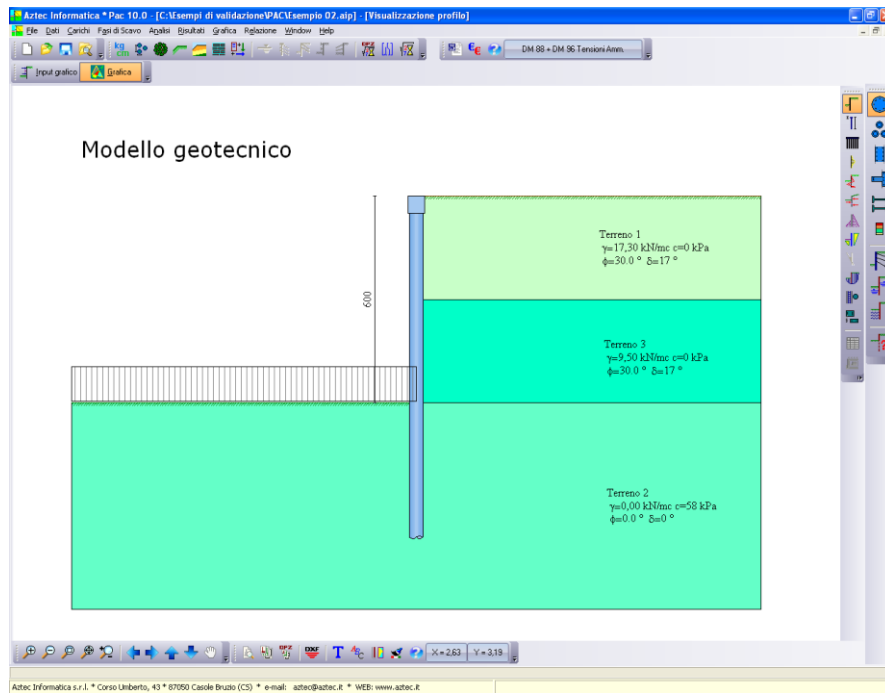 Aztec Informatica * Pac 10.0 - [C:\Esempi di validazione\PAC\Esempio 02.aip] - [Visualizzazione profilo]
File Dati Carichi Fasi di Scavo Analisi Risultati Grafica Relazione Window Help
DM 88 + DM 96 Tensioni Amm.
Input grafico Grafica
Modello geotecnico
Terreno 1
γ=17,30 kN/mc c=0 kPa
ϕ=30.0 ° δ=17 °
600
Terreno 3
γ=9,50 kN/mc c=0 kPa
ϕ=30.0 ° δ=17 °
Terreno 2
γ=0,00 kN/mc c=58 kPa
ϕ=0.0 ° δ=0 °
X = 2,63 Y = 3,19
Aztec Informatica s.r.l. * Corso Umberto, 43 * 87050 Casole Bruzio (CS) * e-mail: aztec@aztec.it * WEB: www.aztec.it